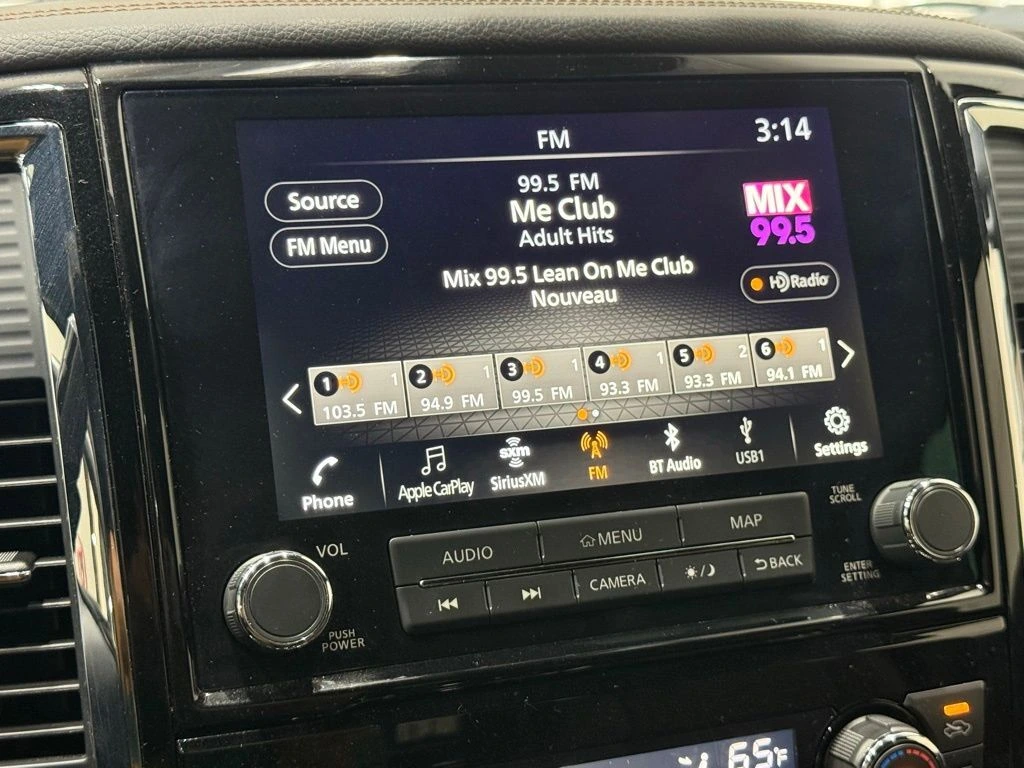 FM
3:14
Source
FM Menu
99.5 FM
Me Club
Adult Hits
Mix 99.5 Lean On Me Club
Nouveau
MIX
99.5
HD Radio
1 1
103.5 FM
2 1
94.9 FM
3 1
99.5 FM
4 1
93.3 FM
5 2
93.3 FM
6 1
94.1 FM
Phone
Apple CarPlay
sxm
SiriusXM
FM
BT Audio
USB1
Settings
VOL
PUSH
POWER
AUDIO
MENU
MAP
CAMERA
BACK
TUNE
SCROLL
ENTER
SETTING
65°F